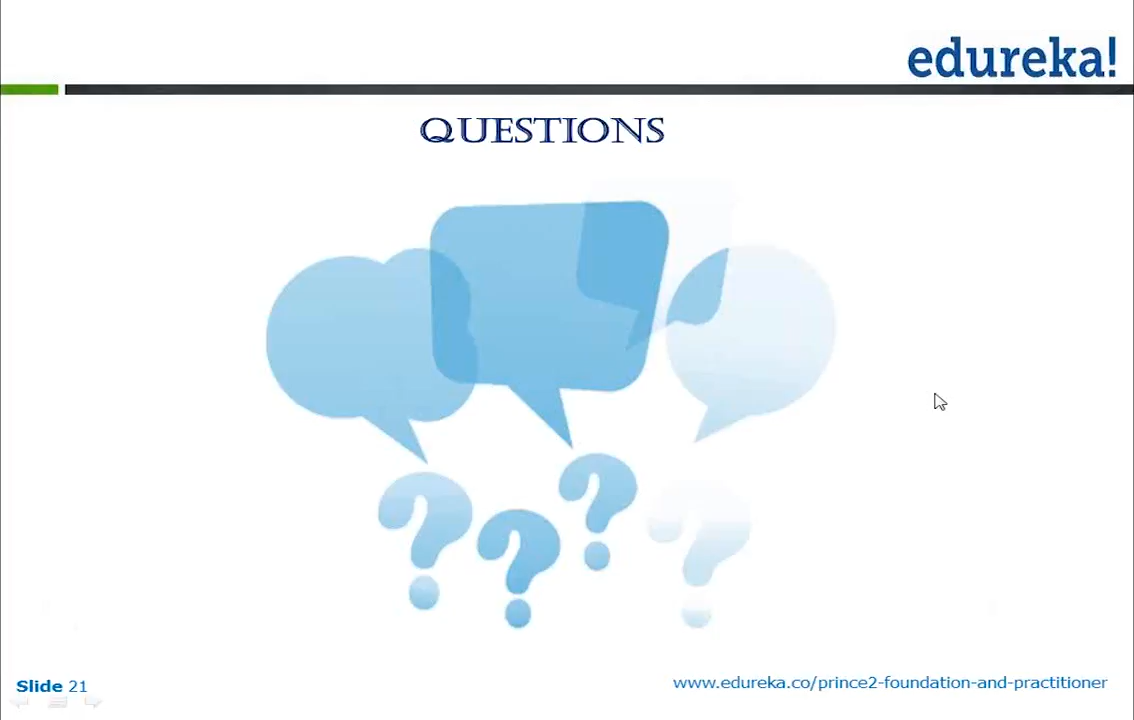 edureka!
QUESTIONS
? ? ? ?
Slide 21
www.edureka.co/prince2-foundation-and-practitioner